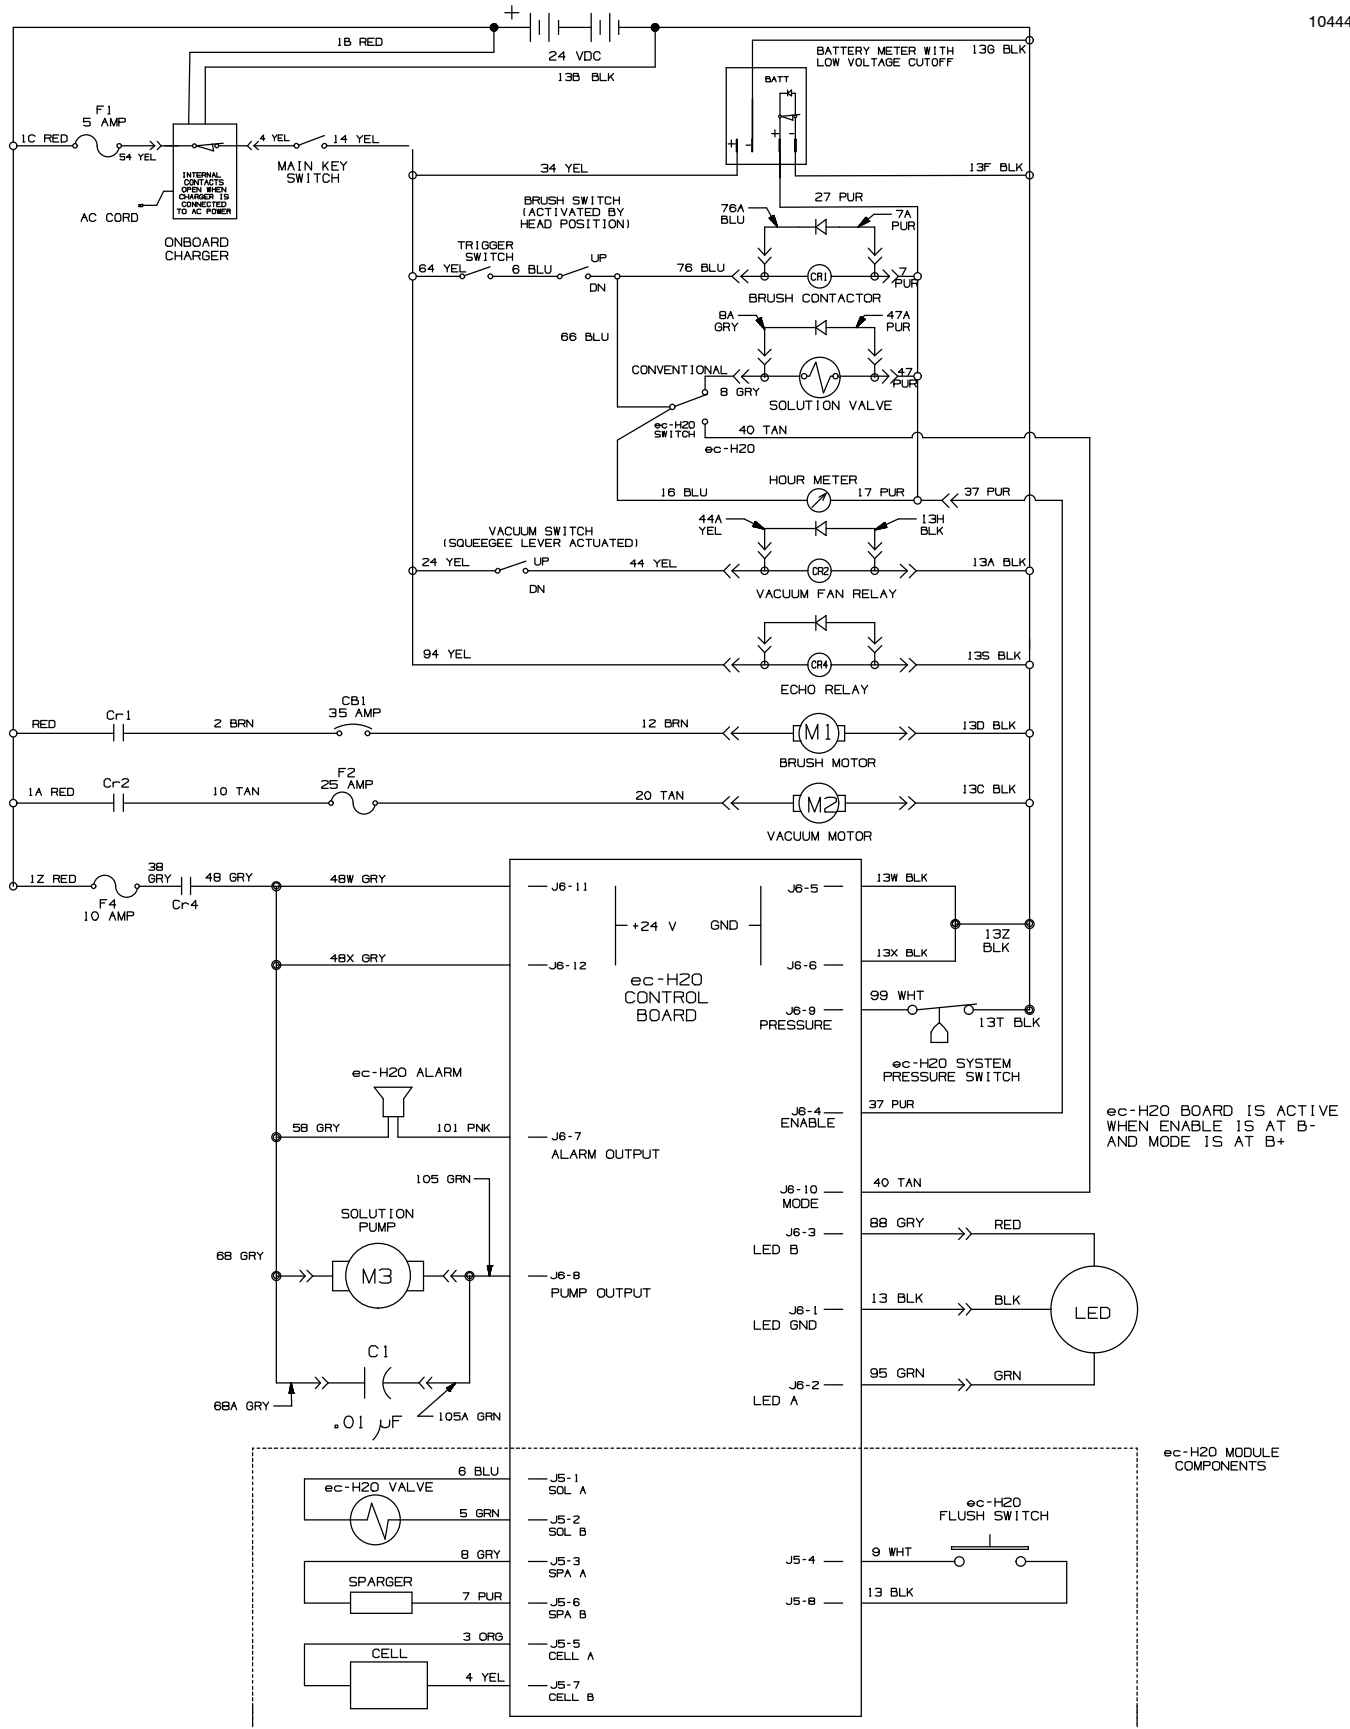 10444
+
1B RED
24 VDC
13B BLK
BATTERY METER WITH
LOW VOLTAGE CUTOFF
13G BLK
BATT
F1
5 AMP
1C RED
54 YEL
4 YEL
14 YEL
MAIN KEY
SWITCH
INTERNAL
CONTACTS
OPEN WHEN
CHARGER IS
CONNECTED
TO AC POWER
AC CORD
ONBOARD
CHARGER
+ -
+ -
34 YEL
13F BLK
27 PUR
BRUSH SWITCH
(ACTIVATED BY
HEAD POSITION)
76A
BLU
7A
PUR
TRIGGER
SWITCH
64 YEL
6 BLU
UP
DN
76 BLU
CR1
7
PUR
BRUSH CONTACTOR
8A
GRY
47A
PUR
66 BLU
CONVENTIONAL
8 GRY
47
PUR
SOLUTION VALVE
ec-H2O
SWITCH
40 TAN
ec-H2O
HOUR METER
16 BLU
17 PUR
37 PUR
44A
YEL
13H
BLK
VACUUM SWITCH
(SQUEEGEE LEVER ACTUATED)
24 YEL
UP
DN
44 YEL
CR2
13A BLK
VACUUM FAN RELAY
94 YEL
CR4
13S BLK
ECHO RELAY
RED
Cr1
2 BRN
CB1
35 AMP
12 BRN
M1
13D BLK
BRUSH MOTOR
1A RED
Cr2
10 TAN
F2
25 AMP
20 TAN
M2
13C BLK
VACUUM MOTOR
1Z RED
F4
10 AMP
38
GRY
Cr4
48 GRY
48W GRY
J6-11
+24 V
GND
J6-5
13W BLK
13Z
BLK
48X GRY
J6-12
J6-6
13X BLK
ec-H2O
CONTROL
BOARD
J6-9
PRESSURE
99 WHT
13T BLK
ec-H2O SYSTEM
PRESSURE SWITCH
ec-H2O ALARM
58 GRY
101 PNK
J6-7
ALARM OUTPUT
J6-4
ENABLE
37 PUR
ec-H2O BOARD IS ACTIVE
WHEN ENABLE IS AT B-
AND MODE IS AT B+
105 GRN
J6-10
MODE
40 TAN
SOLUTION
PUMP
68 GRY
M3
J6-8
PUMP OUTPUT
J6-3
LED B
88 GRY
RED
J6-1
LED GND
13 BLK
BLK
LED
J6-2
LED A
95 GRN
GRN
C1
68A GRY
.01 µF
105A GRN
ec-H2O MODULE
COMPONENTS
6 BLU
J5-1
SOL A
ec-H2O VALVE
5 GRN
J5-2
SOL B
8 GRY
J5-3
SPA A
SPARGER
7 PUR
J5-6
SPA B
3 ORG
J5-5
CELL A
CELL
4 YEL
J5-7
CELL B
ec-H2O
FLUSH SWITCH
J5-4
9 WHT
J5-8
13 BLK